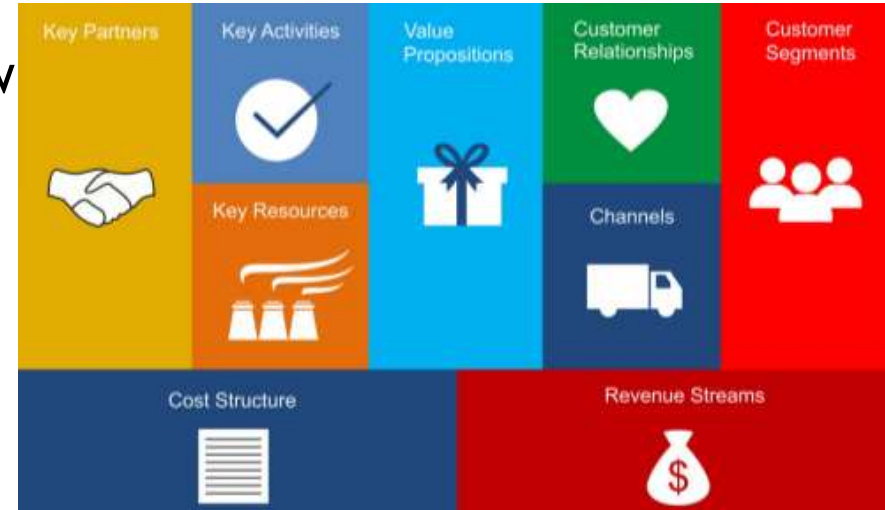 Key Partners
Key Activities
Value
Propositions
Customer
Relationships
Customer
Segments
Key Resources
Channels
Cost Structure
Revenue Streams
$